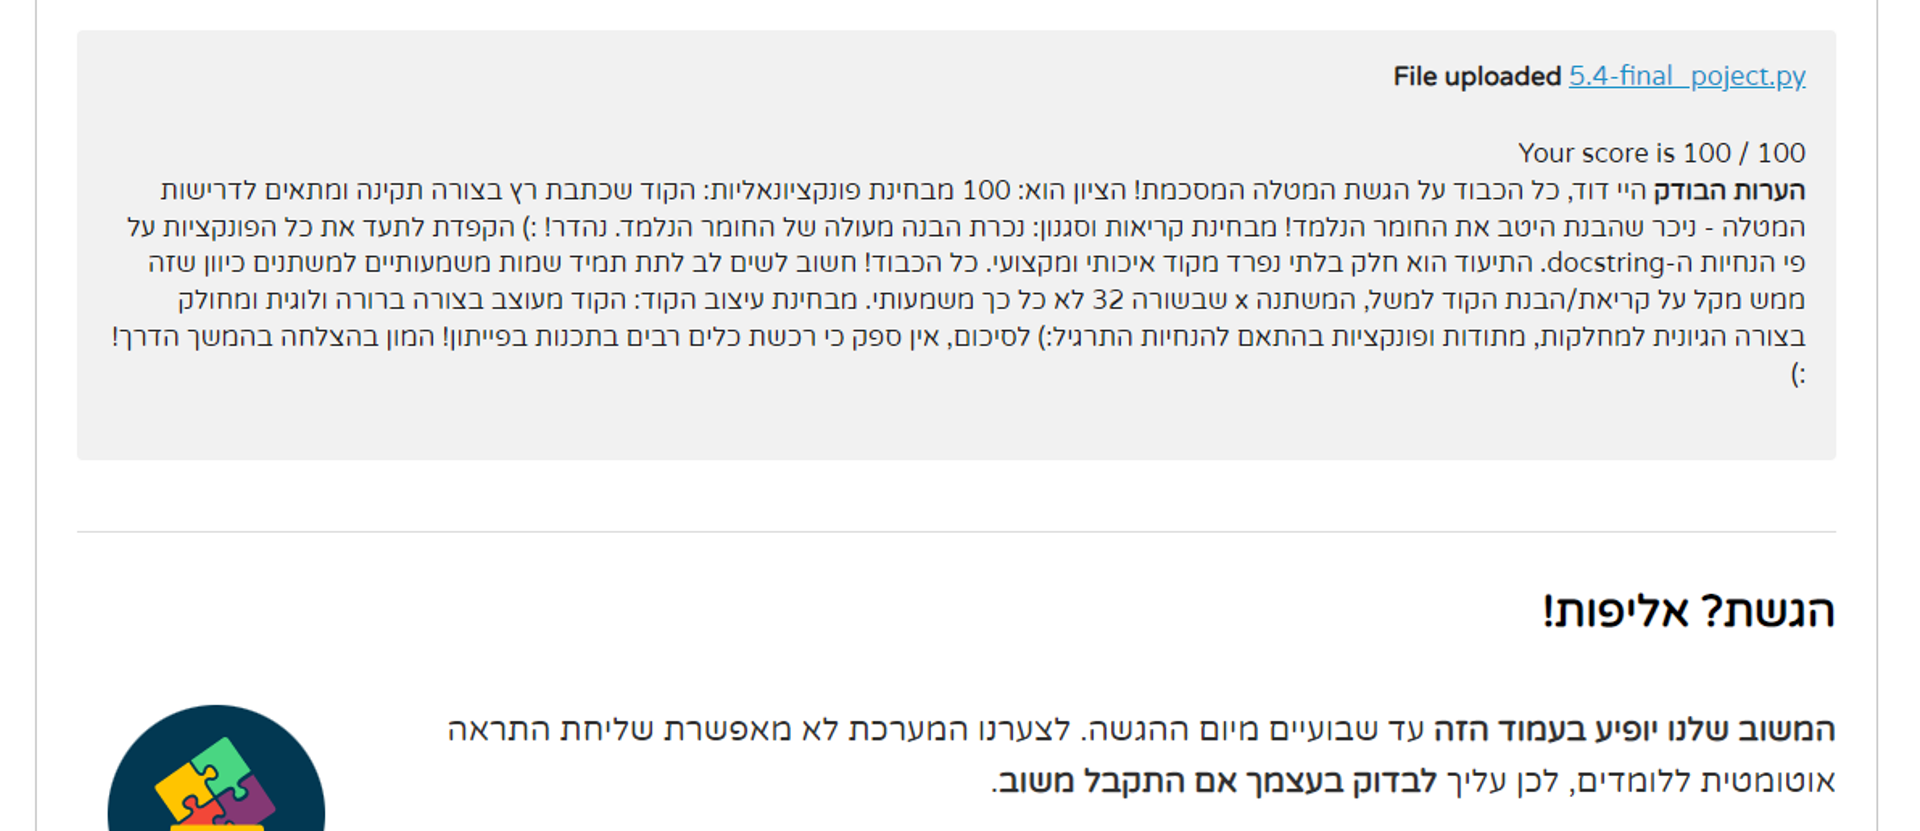 File uploaded 5.4-final_poject.py
Your score is 100 / 100
הערות הבודק היי דוד, כל הכבוד על הגשת המטלה המסכמת! הציון הוא: 100 מבחינת פונקציונאליות: הקוד שכתבת רץ בצורה תקינה ומתאים לדרישות
המטלה - ניכר שהבנת היטב את החומר הנלמד! מבחינת קריאות וסגנון: נכרת הבנה מעולה של החומר הנלמד. נהדר! :) הקפדת לתעד את כל הפונקציות על
פי הנחיות ה-docstring. התיעוד הוא חלק בלתי נפרד מקוד איכותי ומקצועי. כל הכבוד! חשוב לשים לב לתת תמיד שמות משמעותיים למשתנים כיוון שזה
ממש מקל על קריאת/הבנת הקוד למשל, המשתנה x שבשורה 32 לא כל כך משמעותי. מבחינת עיצוב הקוד: הקוד מעוצב בצורה ברורה ולוגית ומחולק
בצורה הגיונית למחלקות, מתודות ופונקציות בהתאם להנחיות התרגיל:) לסיכום, אין ספק כי רכשת כלים רבים בתכנות בפייתון! המון בהצלחה בהמשך הדרך!
:)
הגשת? אליפות!
המשוב שלנו יופיע בעמוד הזה עד שבועיים מיום ההגשה. לצערנו המערכת לא מאפשרת שליחת התראה
אוטומטית ללומדים, לכן עליך לבדוק בעצמך אם התקבל משוב.